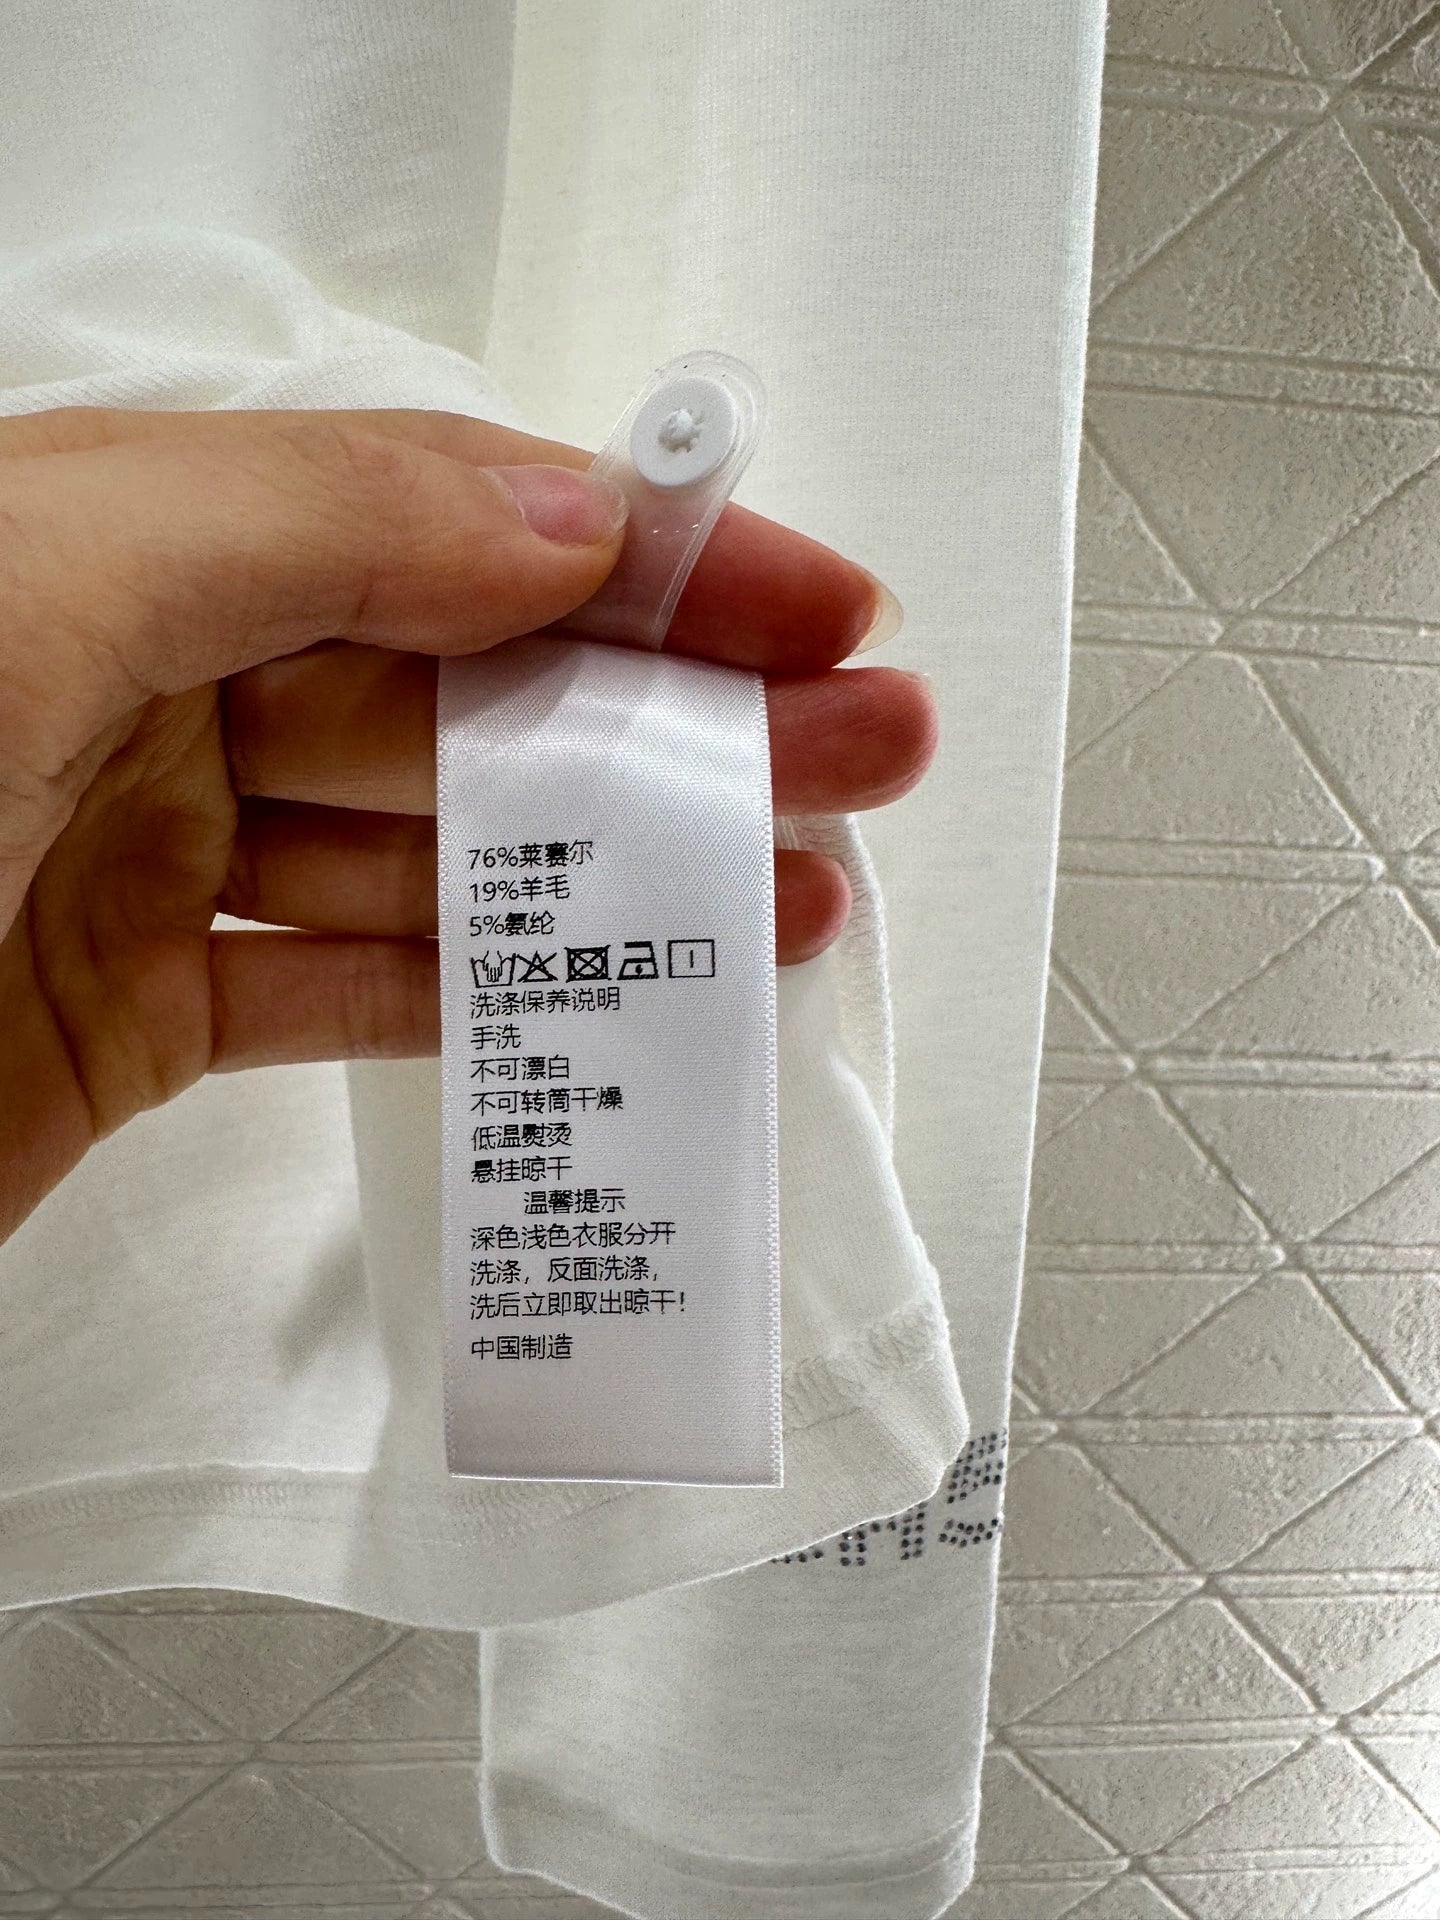 76%莱赛尔
19%羊毛
5%氨纶
洗涤保养说明
手洗
不可漂白
不可转筒干燥
低温熨烫
悬挂晾干
温馨提示
深色浅色衣服分开
洗涤，反面洗涤，
洗后立即取出晾干！
中国制造